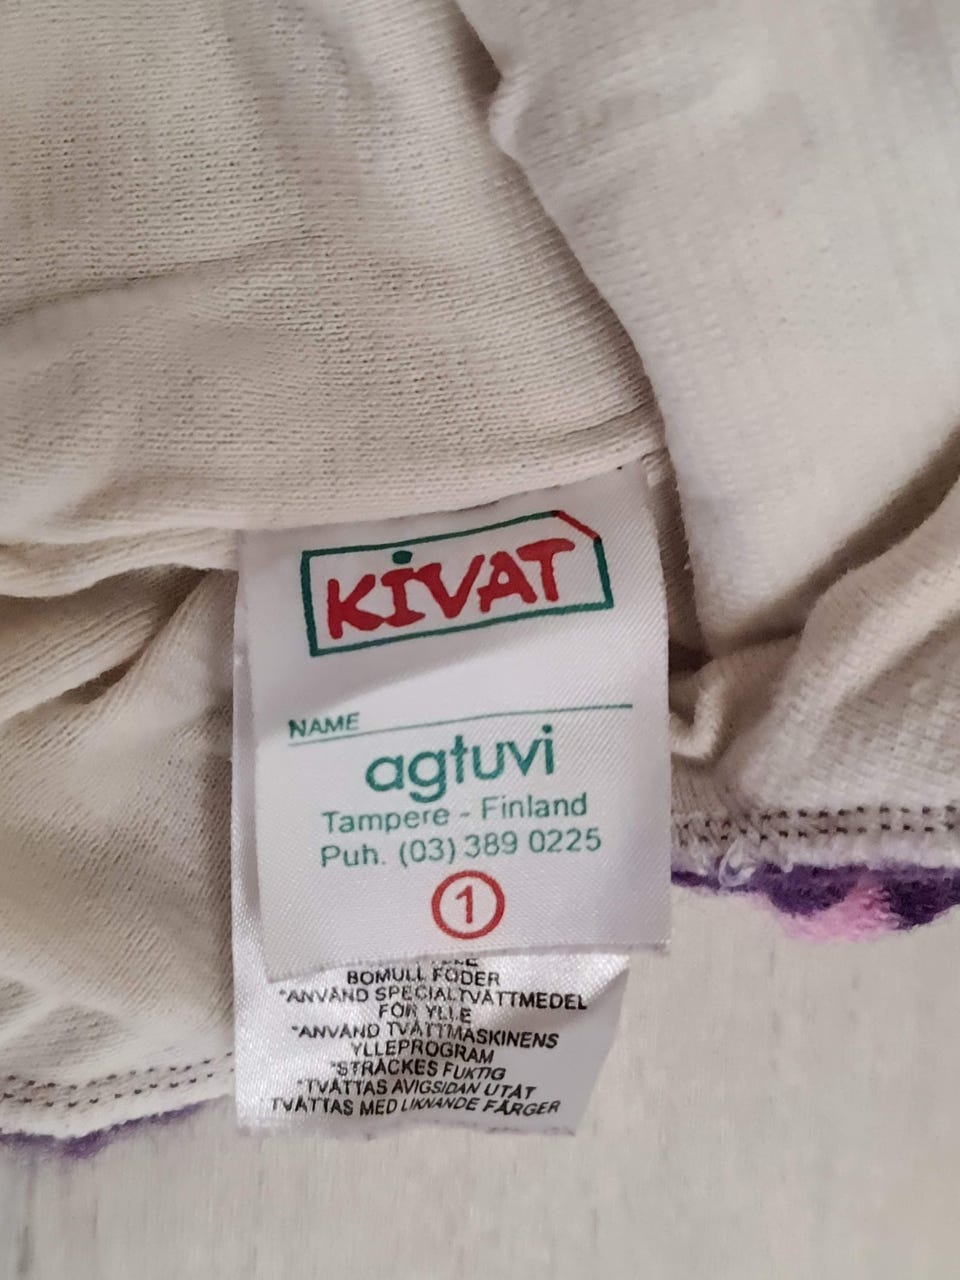 KiVAT
NAME
agtuvi
Tampere - Finland
Puh. (03) 389 0225
1
BOMULL FODER
*ANVÄND SPECIALTVÄTTMEDEL
FÖR YLLE
*ANVÄND TVÄTTMASKINENS
YLLEPROGRAM
*STRÄCKES FUKTIG
*TVÄTTAS AVIGSIDAN UTÅT
TVÄTTAS MED LIKNANDE FÄRGER